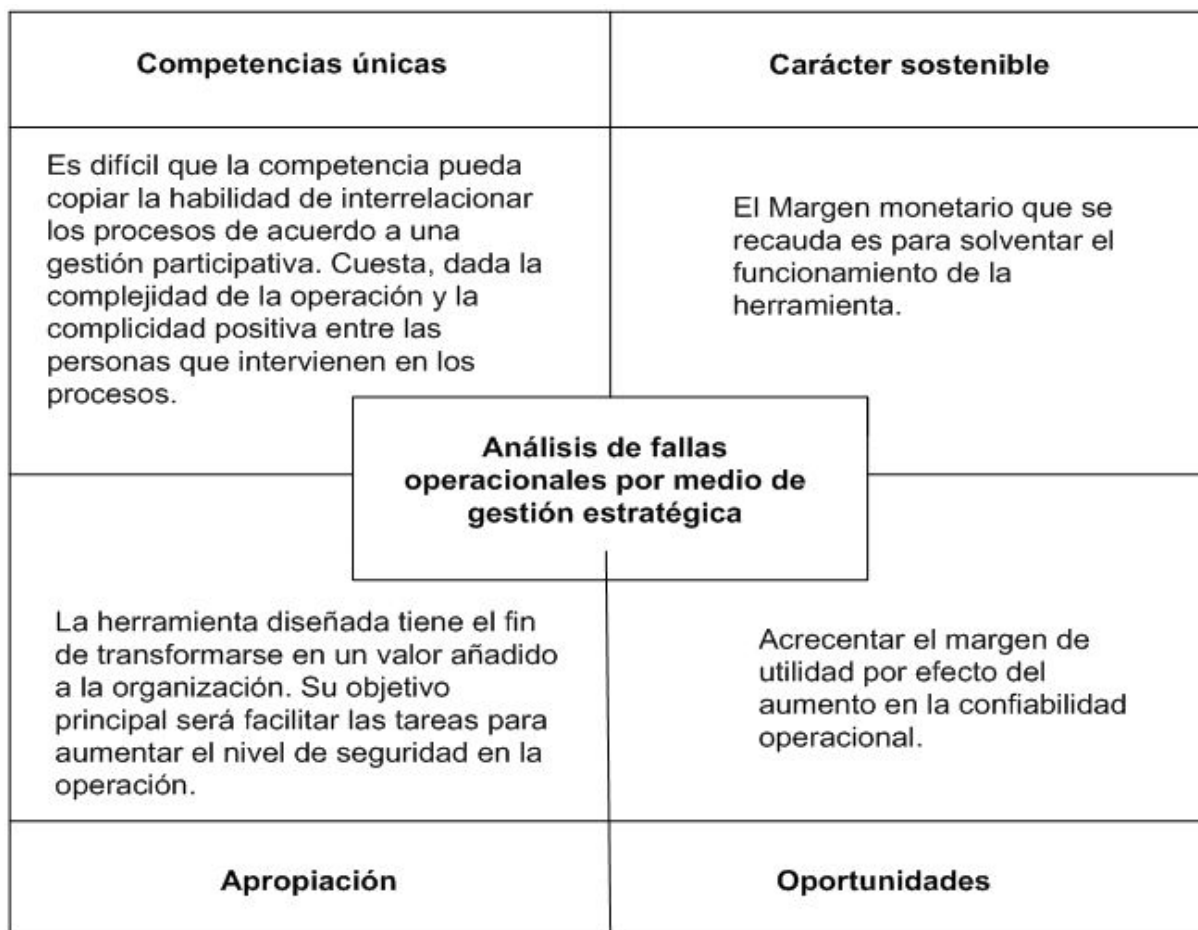 Competencias únicas
Carácter sostenible
Es difícil que la competencia pueda
copiar la habilidad de interrelacionar
los procesos de acuerdo a una
gestión participativa. Cuesta, dada la
complejidad de la operación y la
complicidad positiva entre las
personas que intervienen en los
procesos.
El Margen monetario que se
recauda es para solventar el
funcionamiento de la
herramienta.
Análisis de fallas
operacionales por medio de
gestión estratégica
La herramienta diseñada tiene el fin
de transformarse en un valor añadido
a la organización. Su objetivo
principal será facilitar las tareas para
aumentar el nivel de seguridad en la
operación.
Acrecentar el margen de
utilidad por efecto del
aumento en la confiabilidad
operacional.
Apropiación
Oportunidades